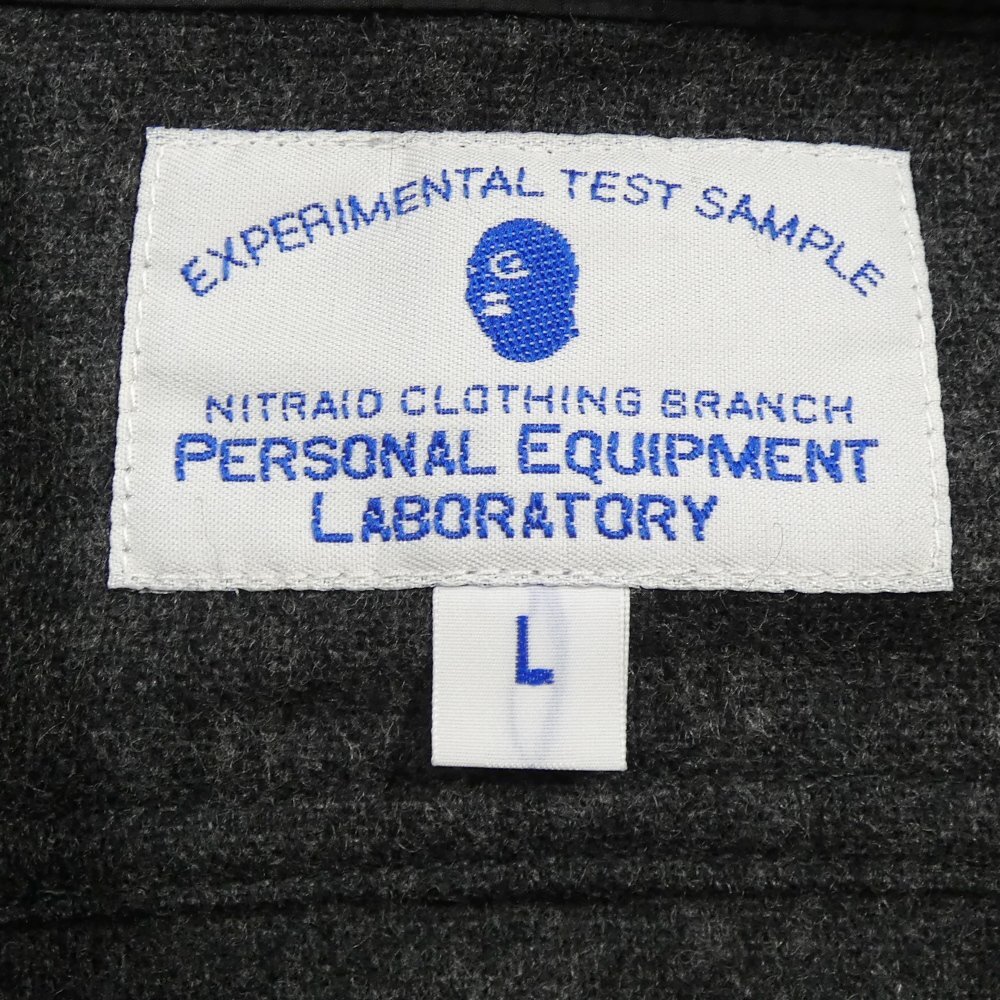 EXPERIMENTAL TEST SAMPLE
NITRAID CLOTHING BRANCH
PERSONAL EQUIPMENT
LABORATORY
L